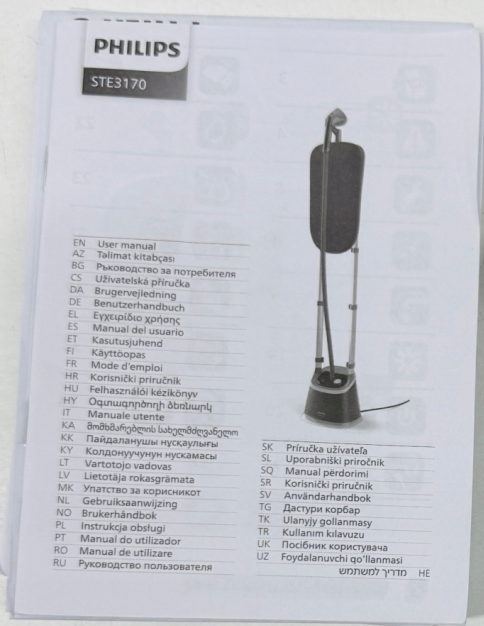 PHILIPS
STE3170
EN User manual
AZ Talimat kitabçası
BG Ръководство за потребителя
CS Uživatelská příručka
DA Brugervejledning
DE Benutzerhandbuch
EL Εγχειρίδιο χρήσης
ES Manual del usuario
ET Kasutusjuhend
FI Käyttöopas
FR Mode d'emploi
HR Korisnički priručnik
HU Felhasználói kézikönyv
HY Օգտագործողի ձեռնարկ
IT Manuale utente
KA მომხმარებლის სახელმძღვანელო
KK Пайдаланушы нұсқаулығы
KY Колдонуучунун нускамасы
LT Vartotojo vadovas
LV Lietotāja rokasgrāmata
MK Упатство за корисникот
NL Gebruiksaanwijzing
NO Brukerhåndbok
PL Instrukcja obsługi
PT Manual do utilizador
RO Manual de utilizare
RU Руководство пользователя
SK Príručka užívateľa
SL Uporabniški priročnik
SQ Manual përdorimi
SR Korisnički priručnik
SV Användarhandbok
TG Дастури корбар
TK Ulanyjy gollanmasy
TR Kullanım kılavuzu
UK Посібник користувача
UZ Foydalanuvchi qo'llanmasi
מדריך למשתמש HE